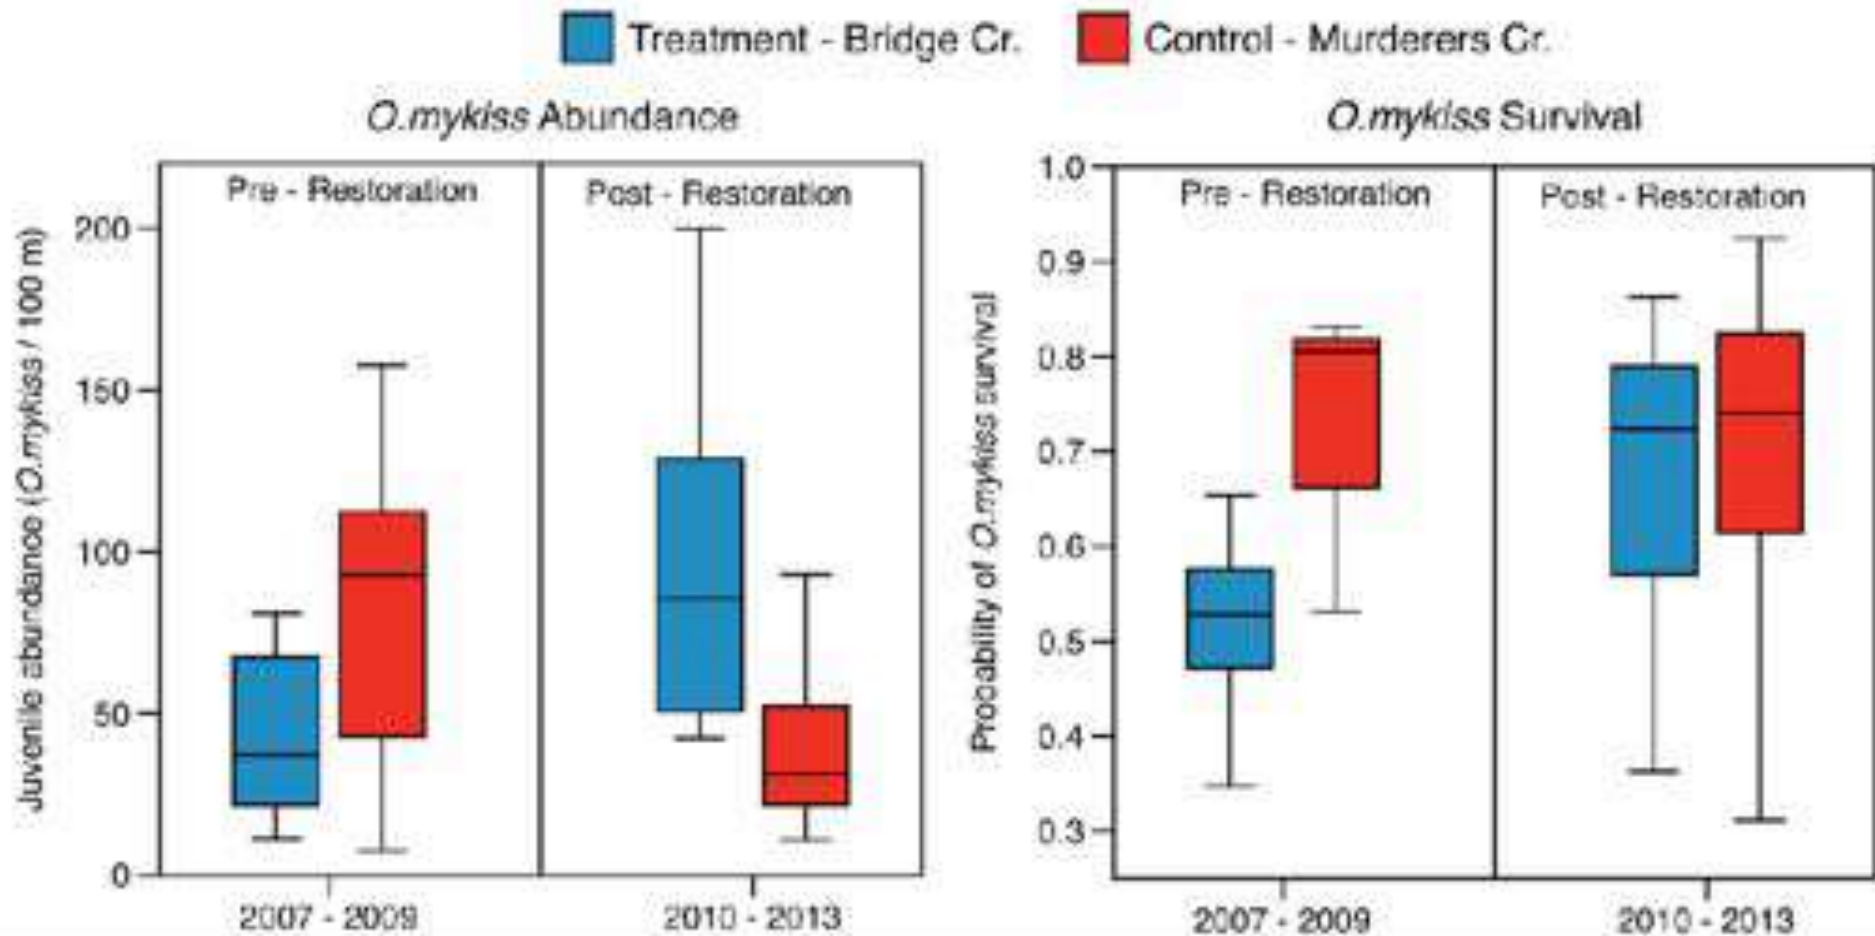 Treatment - Bridge Cr.
Control - Murderers Cr.
O.mykiss Abundance
Pre - Restoration
Post - Restoration
Juvenile abundance (O.mykiss / 100 m)
200
150
100
50
0
2007 - 2009
2010 - 2013
O.mykiss Survival
Pre - Restoration
Post - Restoration
Probability of O.mykiss survival
1.0
0.9
0.8
0.7
0.6
0.5
0.4
0.3
2007 - 2009
2010 - 2013